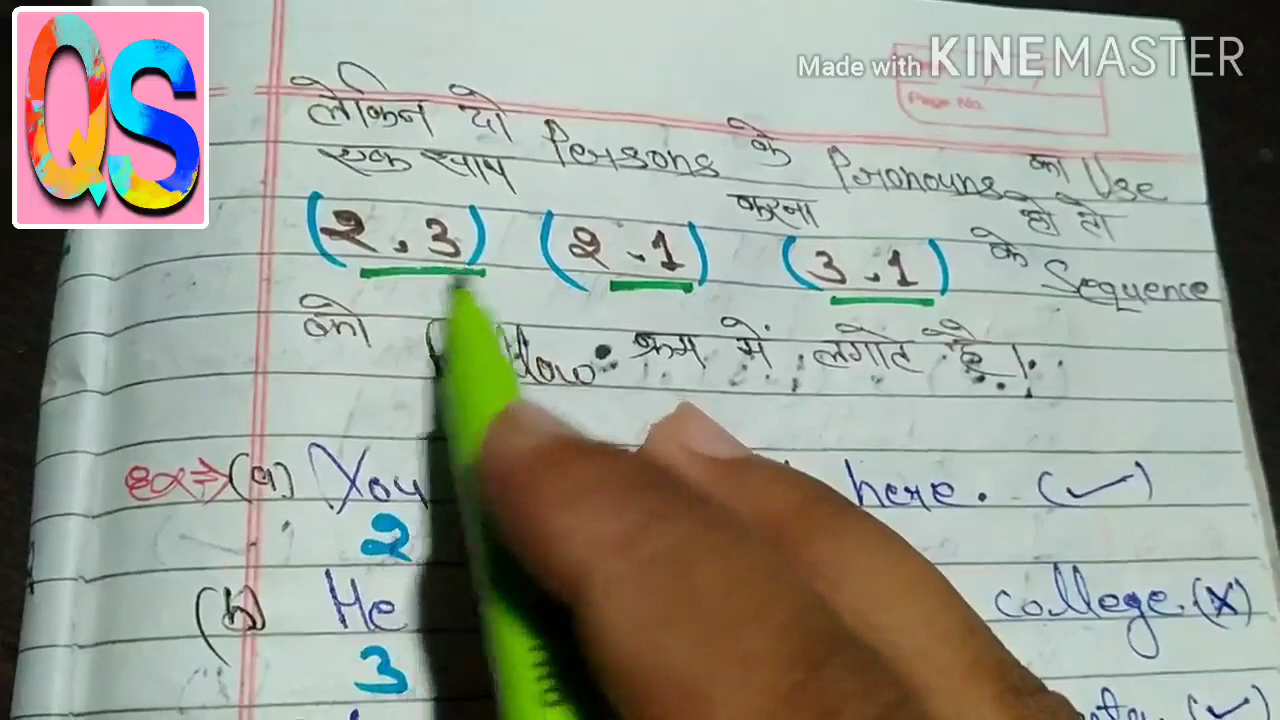 QS
Made with KINEMASTER
Page No.
लेकिन दो Persons के Pronouns का Use
एक साथ करना हो तो
(2, 3) (2, 1) (3, 1) के Sequence
को क्रम में लगाते है।
Ex⇒ (a) You here. (✓)
2
(b) He college. (x)
3
(✓)